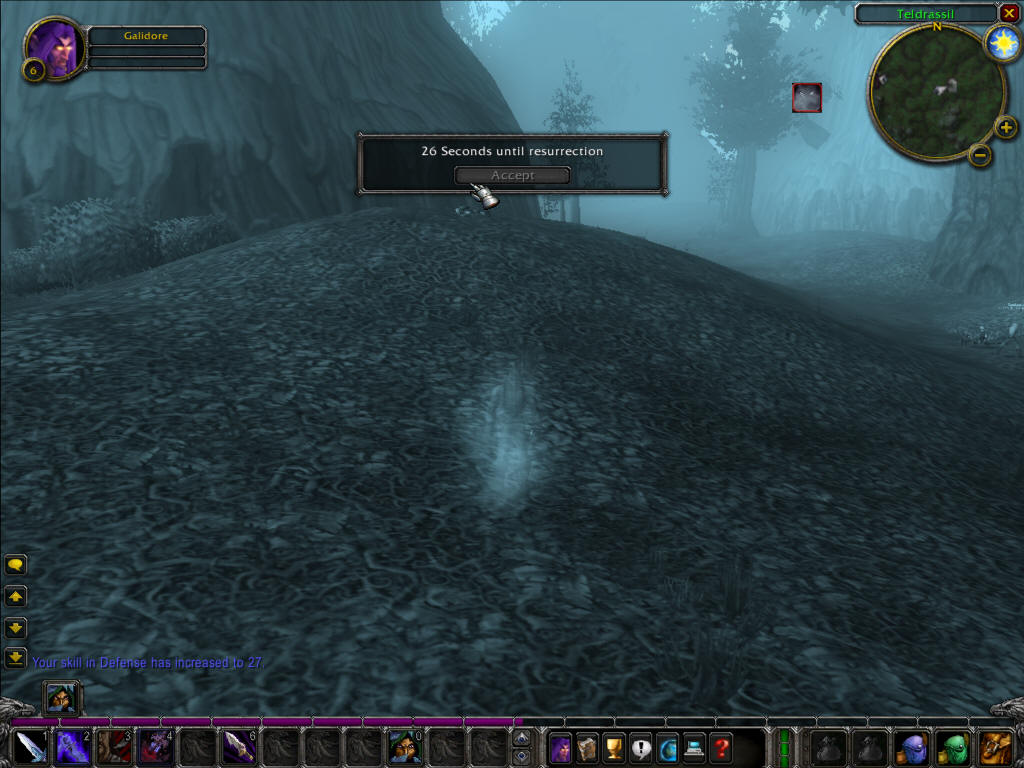 Galidore
6
Teldrassil
N
26 Seconds until resurrection
Accept
Your skill in Defense has increased to 27.
1 2 3 4 6 0